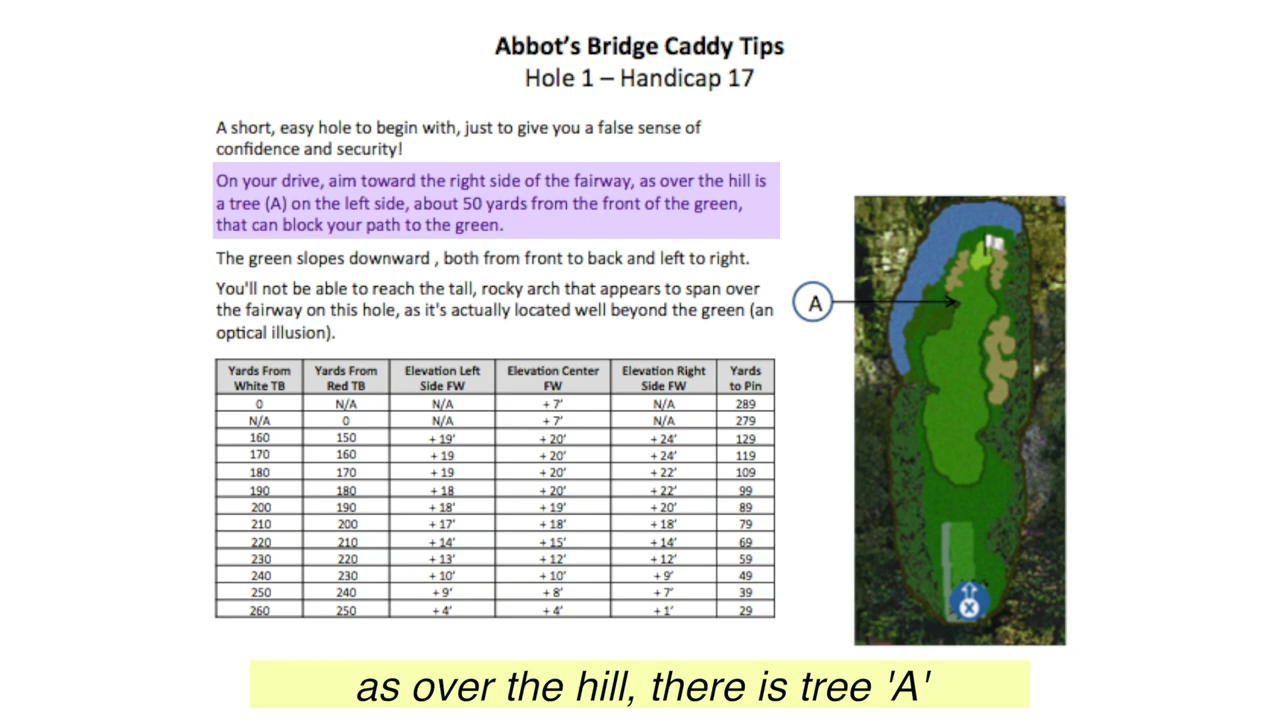 Abbot's Bridge Caddy Tips
Hole 1 – Handicap 17
A short, easy hole to begin with, just to give you a false sense of
confidence and security!
On your drive, aim toward the right side of the fairway, as over the hill is
a tree (A) on the left side, about 50 yards from the front of the green,
that can block your path to the green.
The green slopes downward , both from front to back and left to right.
You'll not be able to reach the tall, rocky arch that appears to span over
the fairway on this hole, as it's actually located well beyond the green (an
optical illusion).
A
Yards From White TB | Yards From Red TB | Elevation Left Side FW | Elevation Center FW | Elevation Right Side FW | Yards to Pin
0 | N/A | N/A | + 7' | N/A | 289
N/A | 0 | N/A | + 7' | N/A | 279
160 | 150 | + 19' | + 20' | + 24' | 129
170 | 160 | + 19 | + 20' | + 24' | 119
180 | 170 | + 19 | + 20' | + 22' | 109
190 | 180 | + 18 | + 20' | + 22' | 99
200 | 190 | + 18' | + 19' | + 20' | 89
210 | 200 | + 17' | + 18' | + 18' | 79
220 | 210 | + 14' | + 15' | + 14' | 69
230 | 220 | + 13' | + 12' | + 12' | 59
240 | 230 | + 10' | + 10' | + 9' | 49
250 | 240 | + 9' | + 8' | + 7' | 39
260 | 250 | + 4' | + 4' | + 1' | 29
X
as over the hill, there is tree 'A'